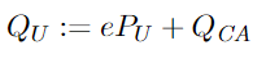 Q_U := eP_U + Q_{CA}